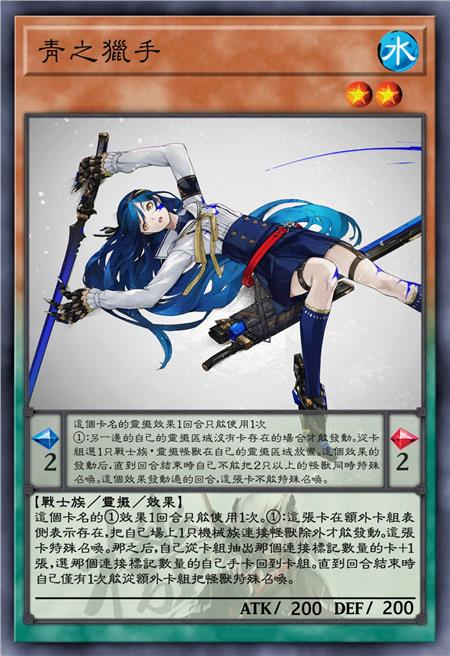 青之獵手
水
這個卡名的靈擺效果1回合只能使用1次
①:另一邊的自己的靈擺區域沒有卡存在的場合才能發動。從卡
組選1只戰士族・靈擺怪獸在自己的靈擺區域放置。這個效果的
發動后,直到回合結束時自己不能把2只以上的怪獸同時特殊
召喚。這個效果發動過的回合,這張卡不能特殊召喚。
2
2
【戰士族／靈擺／效果】
這個卡名的①效果1回合只能使用1次。①:這張卡在額外卡組表
側表示存在,把自己場上1只機械族連接怪獸除外才能發動。這張
卡特殊召喚。那之后,自己從卡組抽出那個連接標記數量的卡+1
張,選那個連接標記數量的自己手卡回到卡組。直到回合結束時
自己僅有1次能從額外卡組把怪獸特殊召喚。
ATK/ 200 DEF/ 200